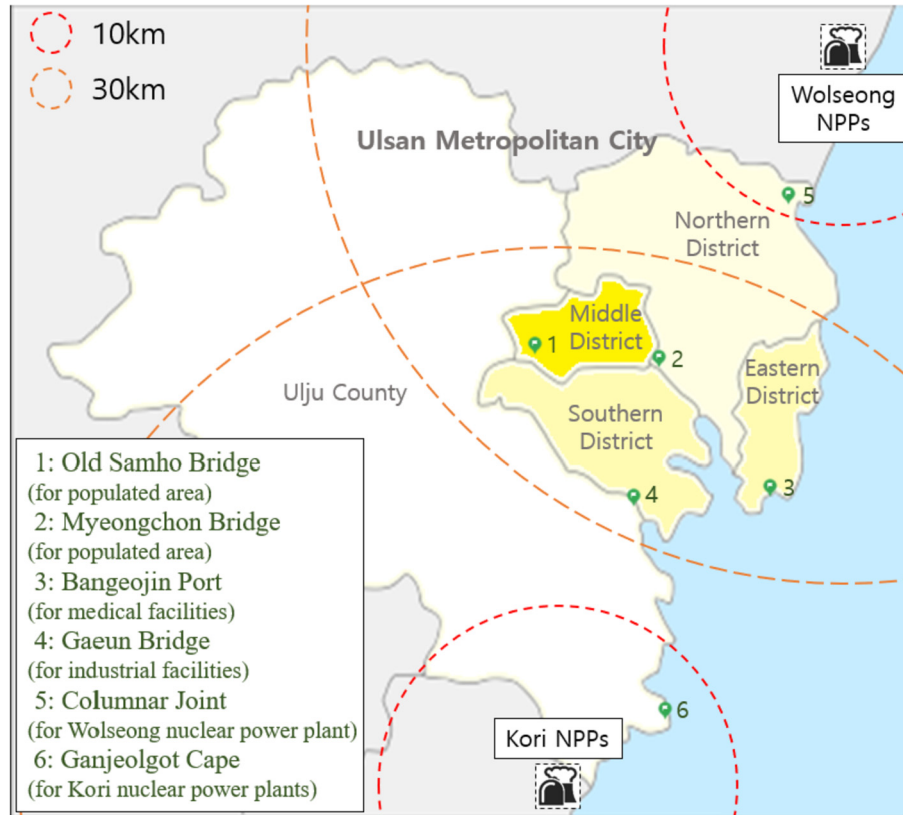 10km
30km
Wolseong
NPPs
Ulsan Metropolitan City
5
Northern
District
Middle
District
1
2
Eastern
District
Ulju County
Southern
District
3
4
1: Old Samho Bridge
(for populated area)
2: Myeongchon Bridge
(for populated area)
3: Bangeojin Port
(for medical facilities)
4: Gaeun Bridge
(for industrial facilities)
5: Columnar Joint
(for Wolseong nuclear power plant)
6: Ganjeolgot Cape
(for Kori nuclear power plants)
6
Kori NPPs